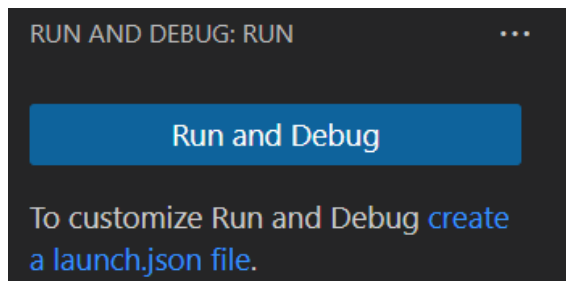 RUN AND DEBUG: RUN
Run and Debug
To customize Run and Debug create
a launch.json file.